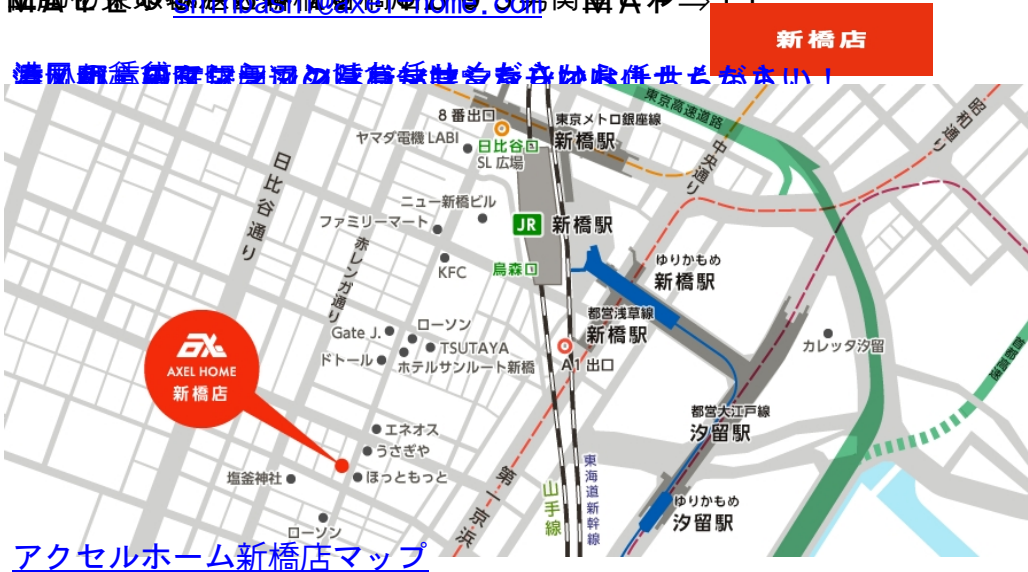 shinbashi@axel-home.com
新橋店
8番出口
東京メトロ銀座線
新橋駅
東京高速道路
昭和通り
ヤマダ電機 LABI
日比谷口
SL 広場
中央通り
日比谷通り
ニュー新橋ビル
ファミリーマート
JR 新橋駅
赤レンガ通り
KFC
烏森口
ゆりかもめ
新橋駅
都営浅草線
新橋駅
Gate J.
ローソン
TSUTAYA
ドトール
ホテルサンルート新橋
A1 出口
カレッタ汐留
首都高速
AXEL HOME
新橋店
都営大江戸線
汐留駅
エネオス
うさぎや
塩釜神社
ほっともっと
第一京浜
山手線
東海道新幹線
ゆりかもめ
汐留駅
ローソン
アクセルホーム新橋店マップ